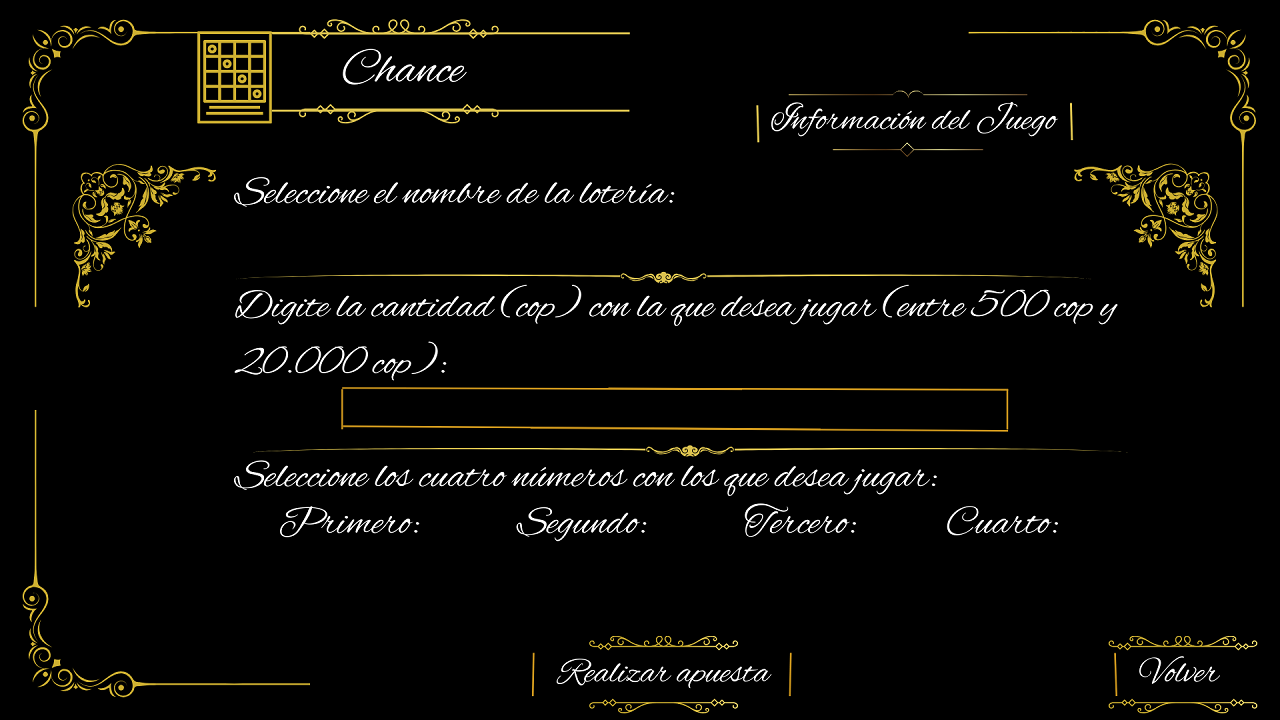 Chance
Información del Juego
Seleccione el nombre de la lotería:
Digite la cantidad (cop) con la que desea jugar (entre 500 cop y
20.000 cop):
Seleccione los cuatro números con los que desea jugar:
Primero: Segundo: Tercero: Cuarto:
Realizar apuesta
Volver